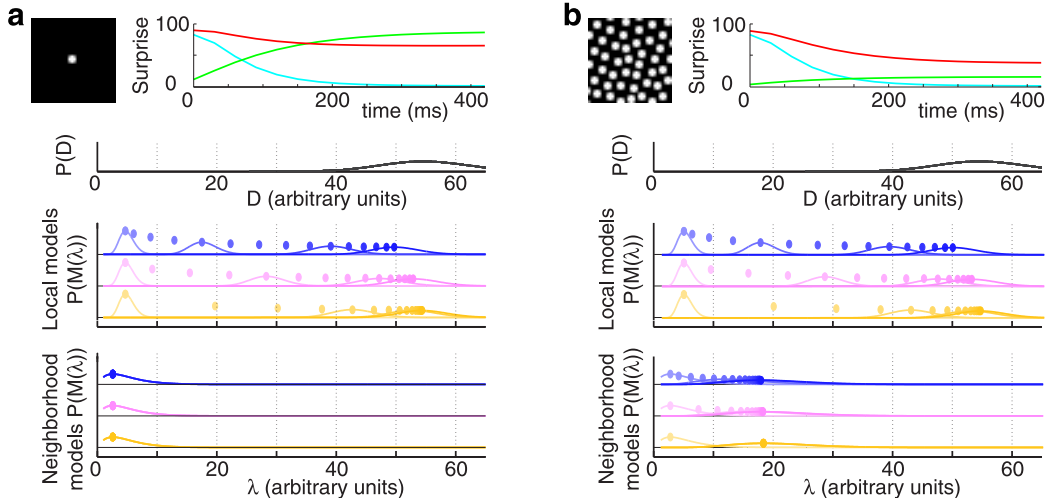 a
100
Surprise
0
0
200
400
time (ms)
P(D)
0
20
40
60
D (arbitrary units)
Local models
P(M(λ))
Neighborhood
models P(M(λ))
0
20
40
60
λ (arbitrary units)
b
100
Surprise
0
0
200
400
time (ms)
P(D)
0
20
40
60
D (arbitrary units)
Local models
P(M(λ))
Neighborhood
models P(M(λ))
0
20
40
60
λ (arbitrary units)